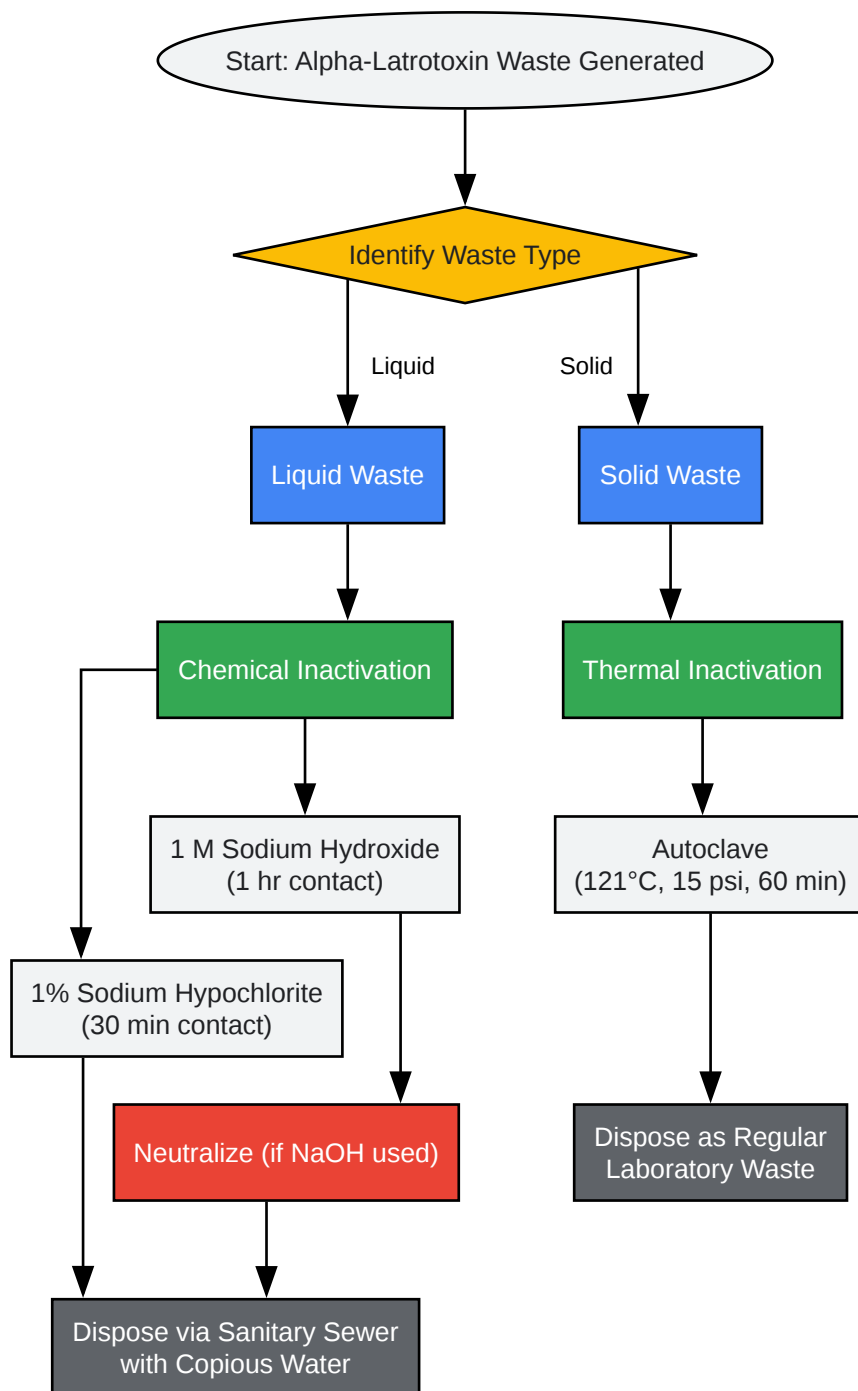 Start: Alpha-Latrotoxin Waste Generated
Identify Waste Type
Liquid
Solid
Liquid Waste
Solid Waste
Chemical Inactivation
Thermal Inactivation
1 M Sodium Hydroxide
(1 hr contact)
Autoclave
(121°C, 15 psi, 60 min)
1% Sodium Hypochlorite
(30 min contact)
Neutralize (if NaOH used)
Dispose as Regular
Laboratory Waste
Dispose via Sanitary Sewer
with Copious Water